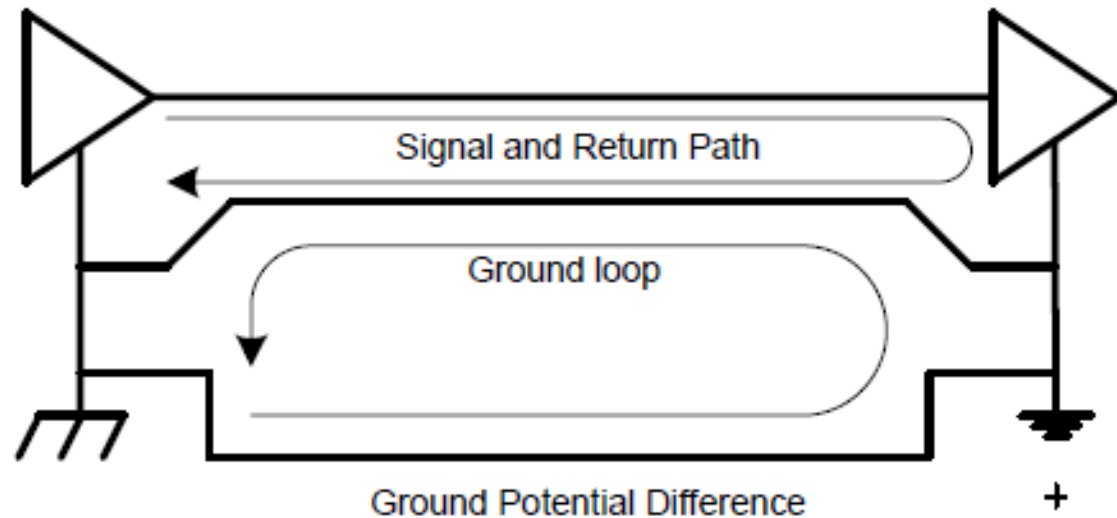 Signal and Return Path
Ground loop
Ground Potential Difference
+